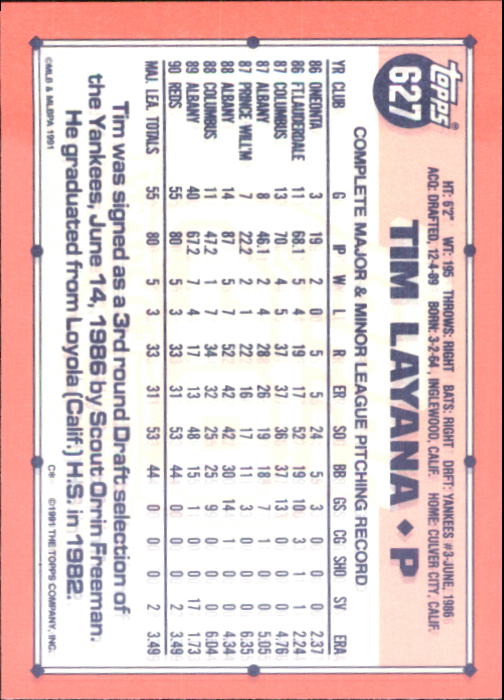 Topps®
627
TIM LAYANA ◆ P
HT: 6'2" WT: 195 THROWS: RIGHT BATS: RIGHT DRFT: YANKEES #3-JUNE, 1986
ACQ: DRAFTED, 12-4-89 BORN: 3-2-64, INGLEWOOD, CALIF. HOME: CULVER CITY, CALIF.
COMPLETE MAJOR & MINOR LEAGUE PITCHING RECORD
YR CLUB G IP W L R ER SO BB GS CG SHO SV ERA
86 ONEONTA 3 19 2 0 5 5 24 5 3 0 0 0 2.37
86 FT.LAUDERDALE 11 68.1 5 4 19 17 52 19 10 3 1 0 2.24
87 COLUMBUS 13 70 4 5 37 37 36 37 13 1 1 0 4.76
87 ALBANY 8 46.1 2 4 28 26 19 18 7 1 0 0 5.05
87 PRINCE WILL'M 7 22.2 2 1 22 16 17 11 3 0 0 0 6.35
88 ALBANY 14 87 5 7 52 42 42 30 14 1 0 0 4.34
88 COLUMBUS 11 47.2 1 7 34 32 25 25 9 0 0 0 6.04
89 ALBANY 40 67.2 7 4 17 13 48 15 1 0 0 17 1.73
90 REDS 55 80 5 3 33 31 53 44 0 0 0 2 3.49
MAJ. LEA. TOTALS 55 80 5 3 33 31 53 44 0 0 0 2 3.49
Tim was signed as a 3rd round Draft selection of
the Yankees, June 14, 1986 by Scout Orrin Freeman.
He graduated from Loyola (Calif.) H.S. in 1982.
©MLB & MLBPA 1991
C* ©1991 THE TOPPS COMPANY, INC.